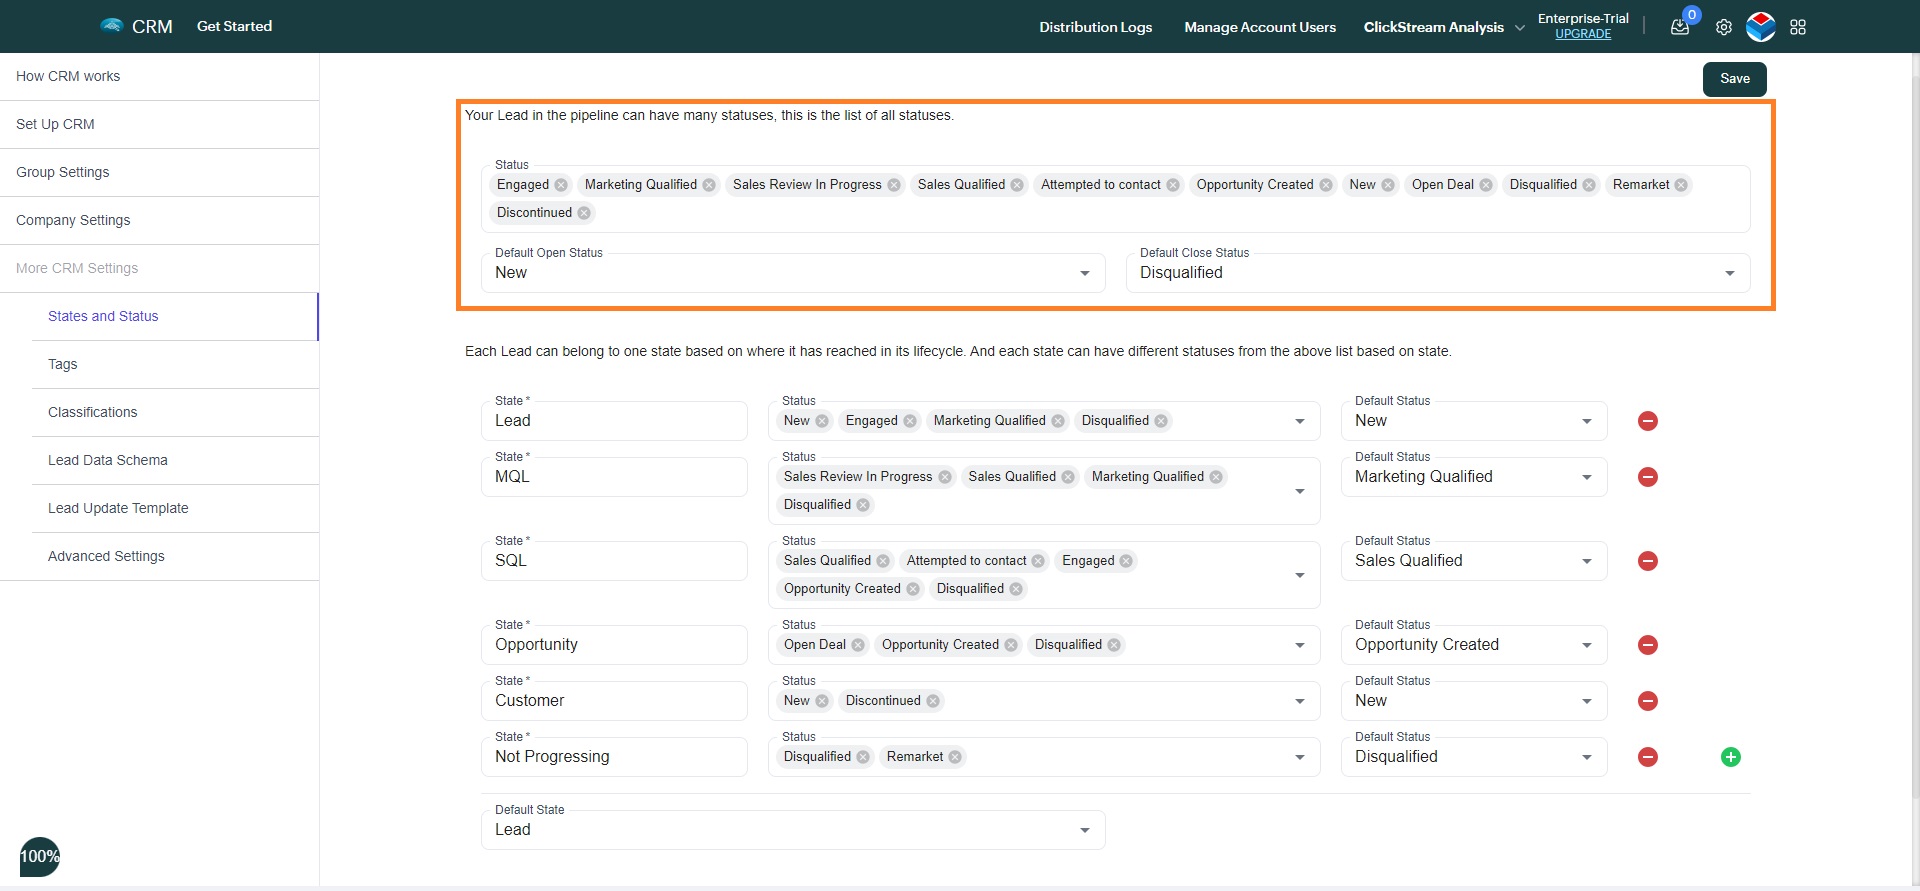 CRM
Get Started
Distribution Logs
Manage Account Users
ClickStream Analysis
Enterprise-Trial
UPGRADE
0
How CRM works
Set Up CRM
Group Settings
Company Settings
More CRM Settings
States and Status
Tags
Classifications
Lead Data Schema
Lead Update Template
Advanced Settings
100%
Save
Your Lead in the pipeline can have many statuses, this is the list of all statuses.
Status
Engaged Marketing Qualified Sales Review In Progress Sales Qualified Attempted to contact Opportunity Created New Open Deal Disqualified Remarket
Discontinued
Default Open Status
New
Default Close Status
Disqualified
Each Lead can belong to one state based on where it has reached in its lifecycle. And each state can have different statuses from the above list based on state.
State * Status Default Status
Lead New Engaged Marketing Qualified Disqualified New
State * Status Default Status
MQL Sales Review In Progress Sales Qualified Marketing Qualified Marketing Qualified
Disqualified
State * Status Default Status
SQL Sales Qualified Attempted to contact Engaged Sales Qualified
Opportunity Created Disqualified
State * Status Default Status
Opportunity Open Deal Opportunity Created Disqualified Opportunity Created
State * Status Default Status
Customer New Discontinued New
State * Status Default Status
Not Progressing Disqualified Remarket Disqualified
Default State
Lead